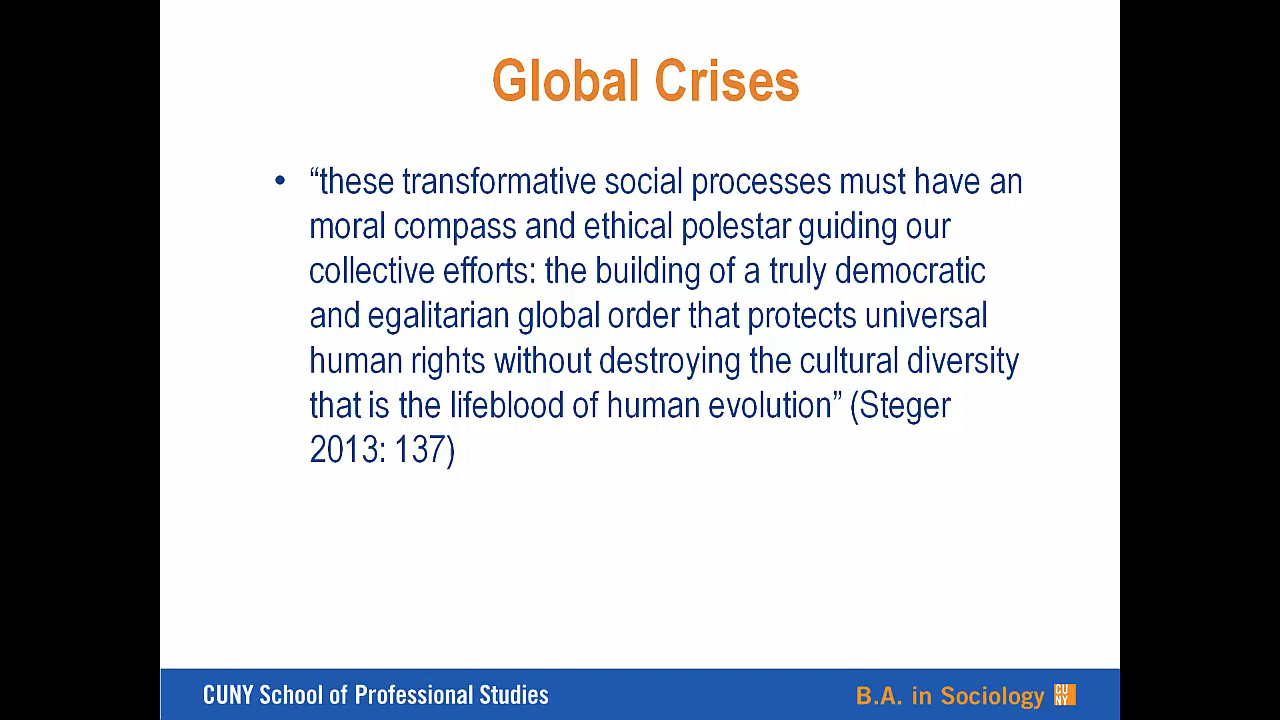 Global Crises
• “these transformative social processes must have an
moral compass and ethical polestar guiding our
collective efforts: the building of a truly democratic
and egalitarian global order that protects universal
human rights without destroying the cultural diversity
that is the lifeblood of human evolution” (Steger
2013: 137)
CUNY School of Professional Studies
B.A. in Sociology
CU
NY